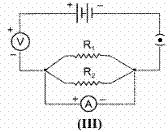 + −
+
V
−
R₁
R₂
+ A −
(III)